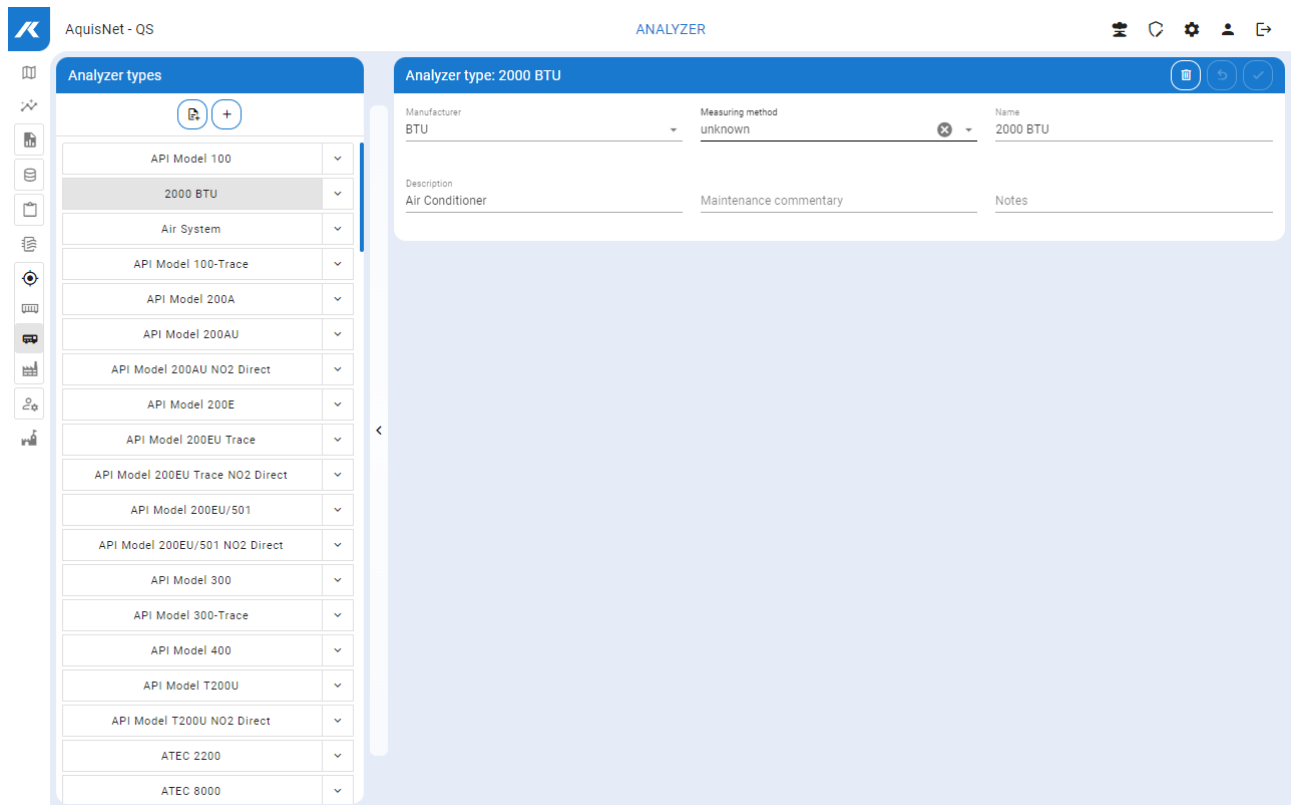 AquisNet - QS
ANALYZER
Analyzer types
API Model 100
2000 BTU
Air System
API Model 100-Trace
API Model 200A
API Model 200AU
API Model 200AU NO2 Direct
API Model 200E
API Model 200EU Trace
API Model 200EU Trace NO2 Direct
API Model 200EU/501
API Model 200EU/501 NO2 Direct
API Model 300
API Model 300-Trace
API Model 400
API Model T200U
API Model T200U NO2 Direct
ATEC 2200
ATEC 8000
Analyzer type: 2000 BTU
Manufacturer
BTU
Measuring method
unknown
Name
2000 BTU
Description
Air Conditioner
Maintenance commentary
Notes